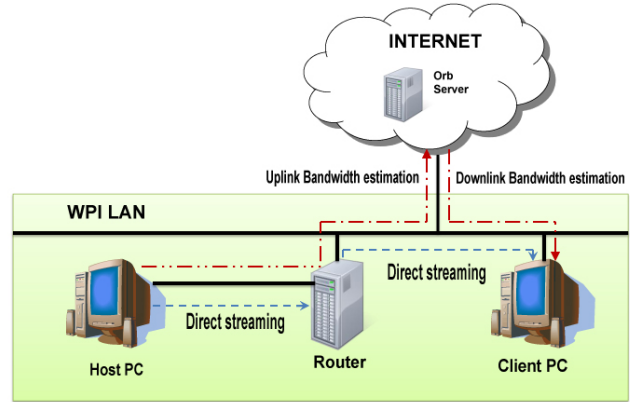 INTERNET
Orb
Server
Uplink Bandwidth estimation
Downlink Bandwidth estimation
WPI LAN
Direct streaming
Direct streaming
Host PC
Router
Client PC